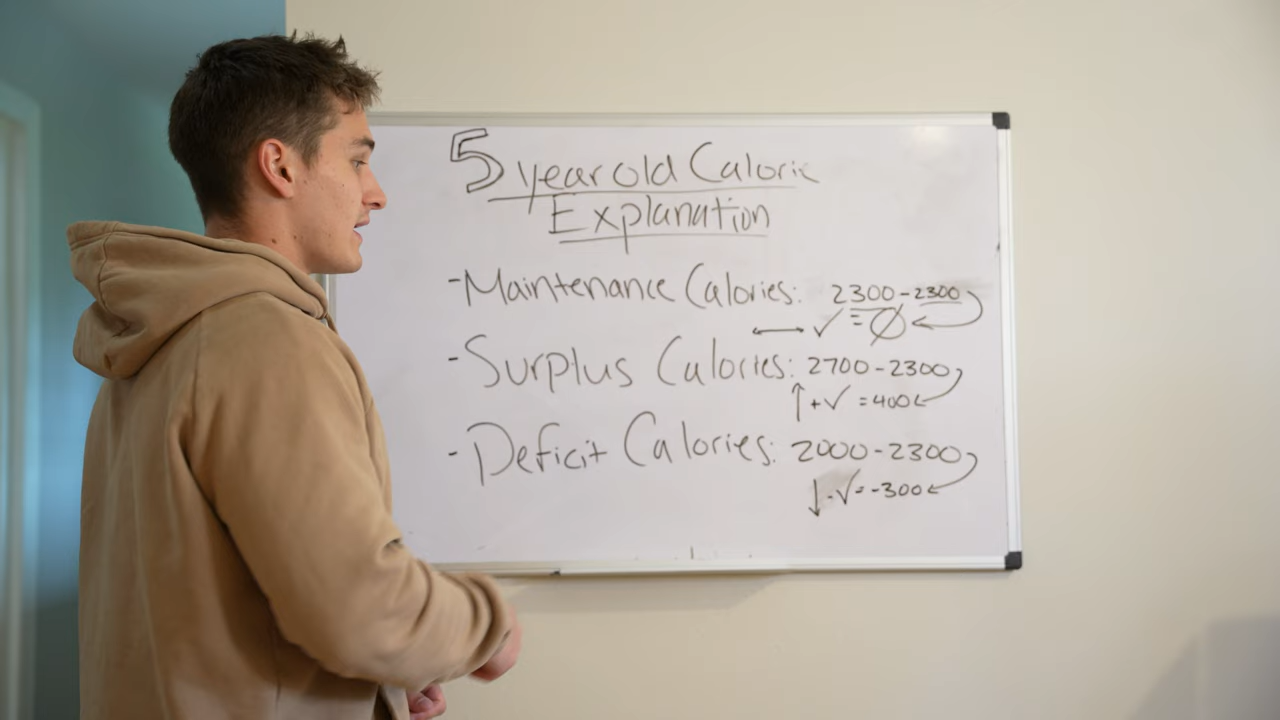 5 year old Caloric
Explanation
-Maintenance Calories: 2300-2300
↔ ✓ = Ø
-Surplus Calories: 2700-2300
↑+✓ =400
-Deficit Calories: 2000-2300
↓-✓= -300